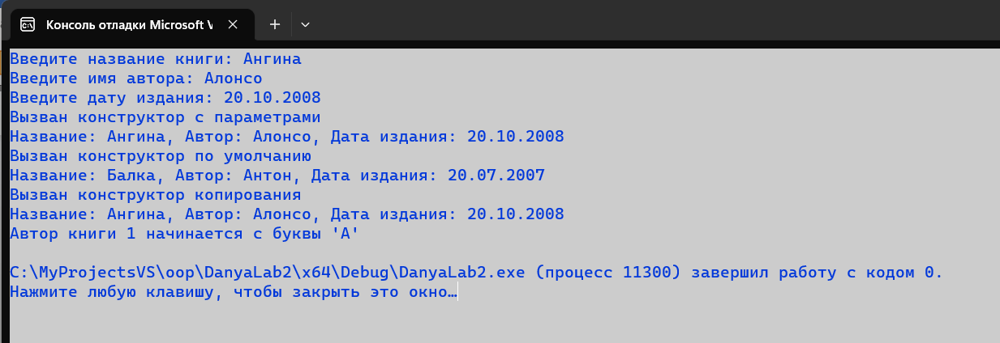 Консоль отладки Microsoft V
Введите название книги: Ангина
Введите имя автора: Алонсо
Введите дату издания: 20.10.2008
Вызван конструктор с параметрами
Название: Ангина, Автор: Алонсо, Дата издания: 20.10.2008
Вызван конструктор по умолчанию
Название: Балка, Автор: Антон, Дата издания: 20.07.2007
Вызван конструктор копирования
Название: Ангина, Автор: Алонсо, Дата издания: 20.10.2008
Автор книги 1 начинается с буквы 'А'
C:\MyProjectsVS\oop\DanyaLab2\x64\Debug\DanyaLab2.exe (процесс 11300) завершил работу с кодом 0.
Нажмите любую клавишу, чтобы закрыть это окно…